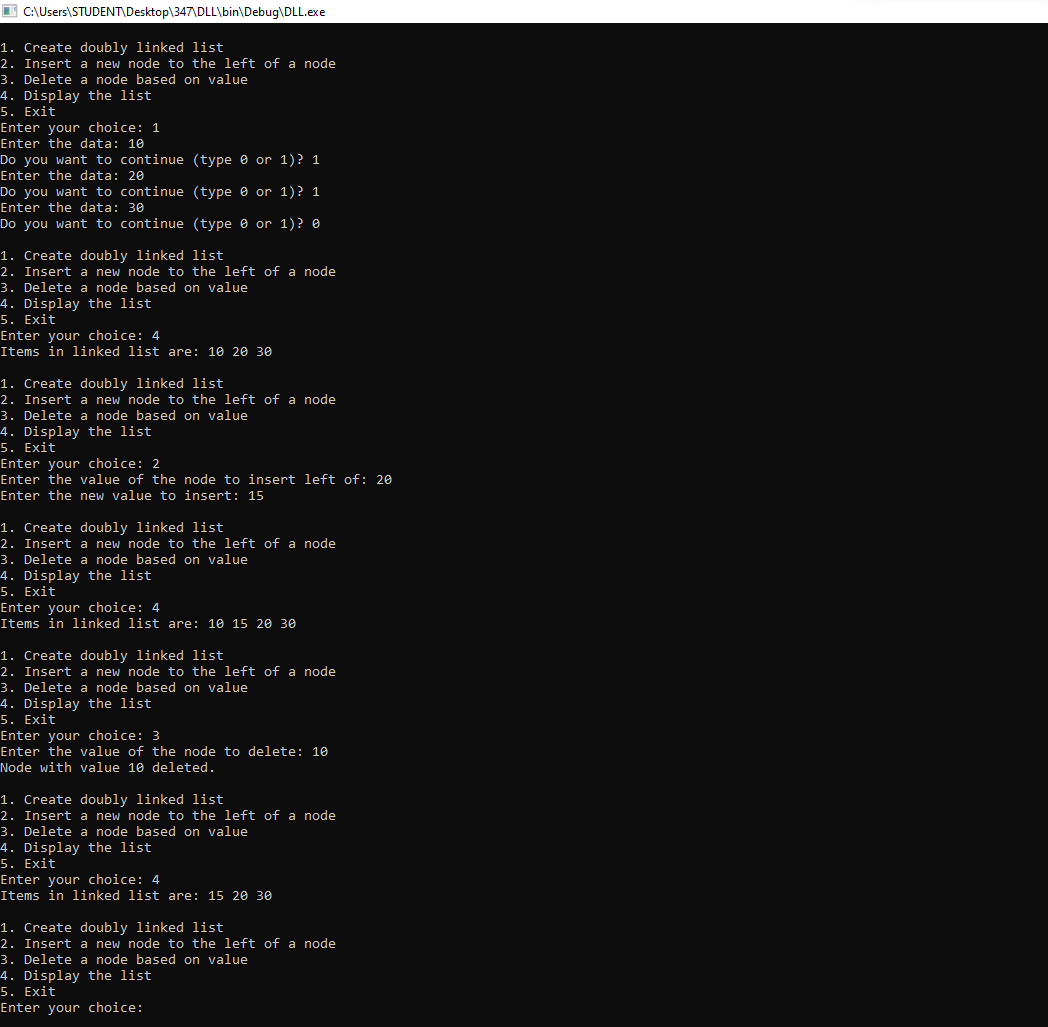 C:\Users\STUDENT\Desktop\347\DLL\bin\Debug\DLL.exe
1. Create doubly linked list
2. Insert a new node to the left of a node
3. Delete a node based on value
4. Display the list
5. Exit
Enter your choice: 1
Enter the data: 10
Do you want to continue (type 0 or 1)? 1
Enter the data: 20
Do you want to continue (type 0 or 1)? 1
Enter the data: 30
Do you want to continue (type 0 or 1)? 0
1. Create doubly linked list
2. Insert a new node to the left of a node
3. Delete a node based on value
4. Display the list
5. Exit
Enter your choice: 4
Items in linked list are: 10 20 30
1. Create doubly linked list
2. Insert a new node to the left of a node
3. Delete a node based on value
4. Display the list
5. Exit
Enter your choice: 2
Enter the value of the node to insert left of: 20
Enter the new value to insert: 15
1. Create doubly linked list
2. Insert a new node to the left of a node
3. Delete a node based on value
4. Display the list
5. Exit
Enter your choice: 4
Items in linked list are: 10 15 20 30
1. Create doubly linked list
2. Insert a new node to the left of a node
3. Delete a node based on value
4. Display the list
5. Exit
Enter your choice: 3
Enter the value of the node to delete: 10
Node with value 10 deleted.
1. Create doubly linked list
2. Insert a new node to the left of a node
3. Delete a node based on value
4. Display the list
5. Exit
Enter your choice: 4
Items in linked list are: 15 20 30
1. Create doubly linked list
2. Insert a new node to the left of a node
3. Delete a node based on value
4. Display the list
5. Exit
Enter your choice: